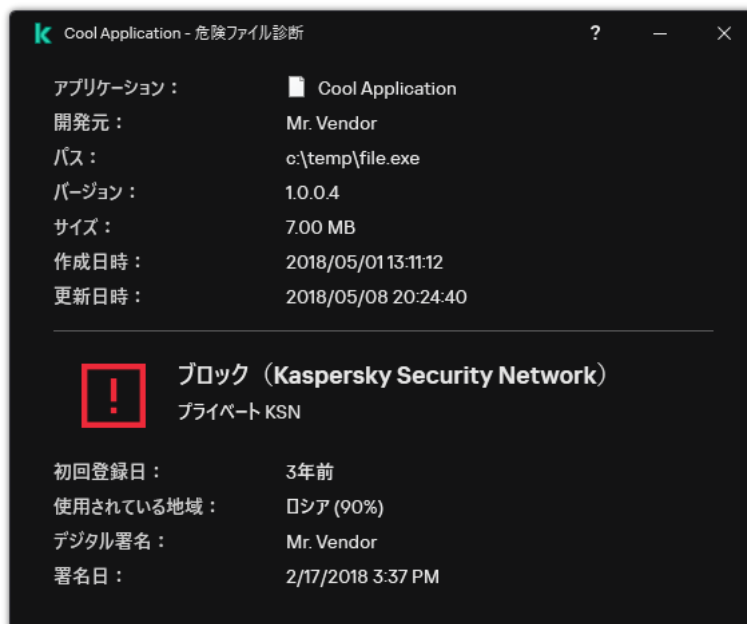 Cool Application - 危険ファイル診断 ?
アプリケーション： Cool Application
開発元： Mr. Vendor
パス： c:\temp\file.exe
バージョン： 1.0.0.4
サイズ： 7.00 MB
作成日時： 2018/05/01 13:11:12
更新日時： 2018/05/08 20:24:40
ブロック（Kaspersky Security Network）
プライベート KSN
初回登録日： 3年前
使用されている地域： ロシア (90%)
デジタル署名： Mr. Vendor
署名日： 2/17/2018 3:37 PM